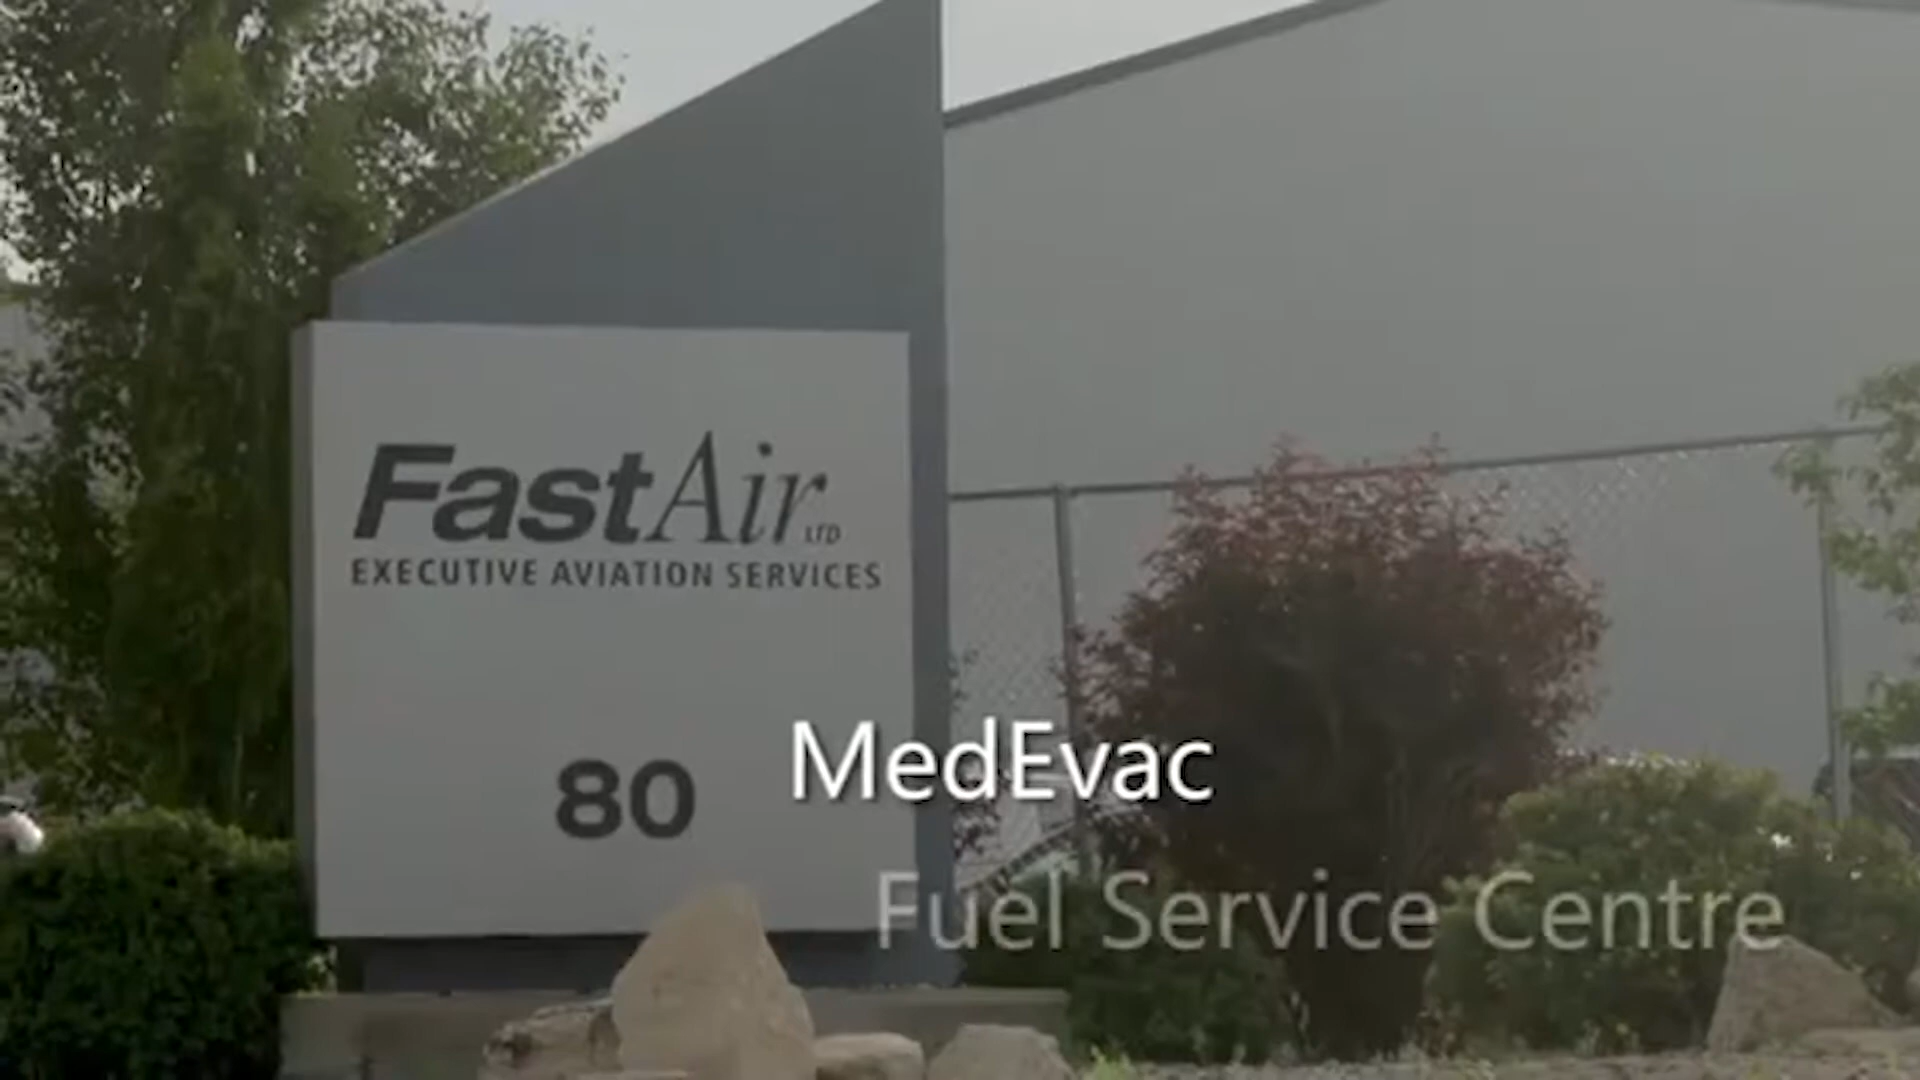 FastAir LTD
EXECUTIVE AVIATION SERVICES
80
MedEvac
Fuel Service Centre